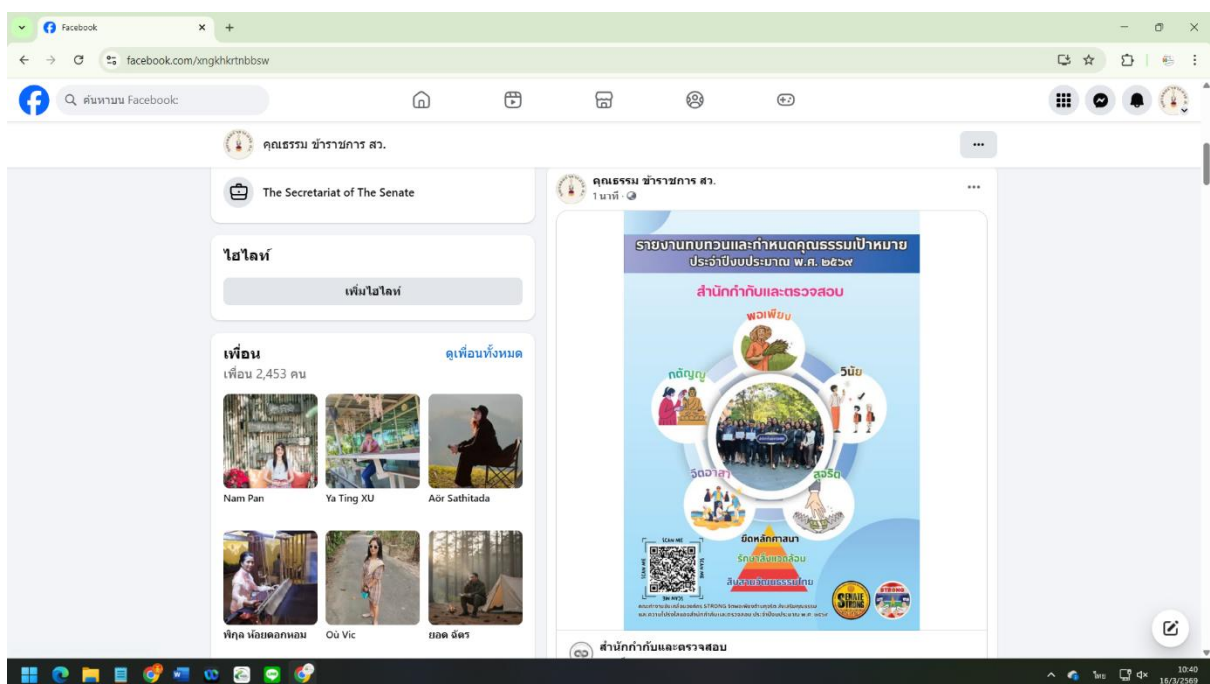 Facebook
facebook.com/xngkhkrtnbbsw
ค้นหาบน Facebook
คุณธรรม ข้าราชการ สว.
The Secretariat of The Senate
ไฮไลท์
เพิ่มไฮไลท์
เพื่อน
ดูเพื่อนทั้งหมด
เพื่อน 2,453 คน
Nam Pan
Ya Ting XU
Aör Sathitada
พิกุล ห้อยดอกหอม
Où Vic
ยอด ฉัตร
คุณธรรม ข้าราชการ สว.
1 นาที
รายงานทบทวนและกำหนดคุณธรรมเป้าหมาย
ประจำปีงบประมาณ พ.ศ. ๒๕๖๙
สำนักกำกับและตรวจสอบ
พอเพียง
กตัญญู
วินัย
จิตอาสา
สุจริต
SCAN ME
SCAN ME
SCAN ME
SCAN ME
ยึดหลักศาสนา
รักษาสิ่งแวดล้อม
สืบสานวัฒนธรรมไทย
SENATE
STRONG
STRONG
สำนักกำกับและตรวจสอบ
ไทย
10:40
16/3/2569